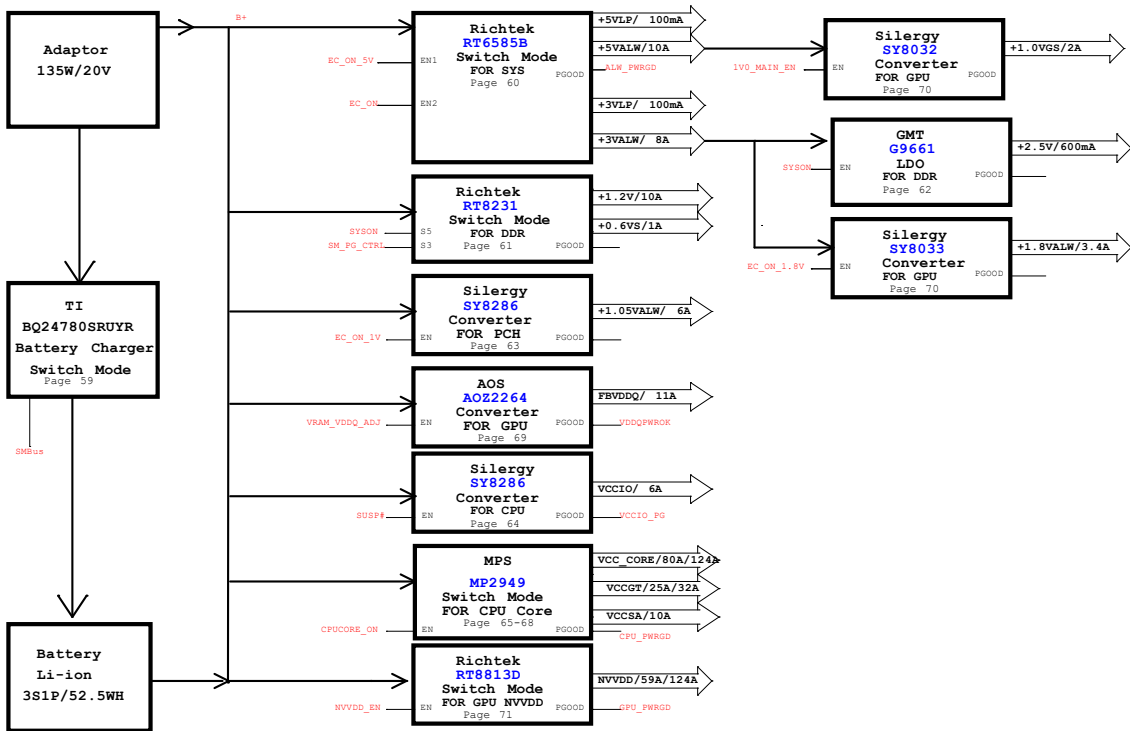 Adaptor
135W/20V
TI
BQ24780SRUYR
Battery Charger
Switch Mode
Page 59
SMBus
Battery
Li-ion
3S1P/52.5WH
B+
Richtek
RT6585B
Switch Mode
FOR SYS
Page 60
EC_ON_5V
EN1
EC_ON
EN2
PGOOD
+5VLP/ 100mA
+5VALW/10A
ALW_PWRGD
+3VLP/ 100mA
+3VALW/ 8A
Richtek
RT8231
Switch Mode
FOR DDR
Page 61
SYSON
S5
SM_PG_CTRL
S3
PGOOD
+1.2V/10A
+0.6VS/1A
Silergy
SY8286
Converter
FOR PCH
Page 63
EC_ON_1V
EN
PGOOD
+1.05VALW/ 6A
AOS
AOZ2264
Converter
FOR GPU
Page 69
VRAM_VDDQ_ADJ
EN
PGOOD
FBVDDQ/ 11A
VDDQPWROK
Silergy
SY8286
Converter
FOR CPU
Page 64
SUSP#
EN
PGOOD
VCCIO/ 6A
VCCIO_PG
MPS
MP2949
Switch Mode
FOR CPU Core
Page 65-68
CPUCORE_ON
EN
PGOOD
VCC_CORE/80A/124A
VCCGT/25A/32A
VCCSA/10A
CPU_PWRGD
Richtek
RT8813D
Switch Mode
FOR GPU NVVDD
Page 71
NVVDD_EN
EN
PGOOD
NVVDD/59A/124A
GPU_PWRGD
Silergy
SY8032
Converter
FOR GPU
Page 70
1V0_MAIN_EN
EN
PGOOD
+1.0VGS/2A
GMT
G9661
LDO
FOR DDR
Page 62
SYSON
EN
PGOOD
+2.5V/600mA
Silergy
SY8033
Converter
FOR GPU
Page 70
EC_ON_1.8V
EN
PGOOD
+1.8VALW/3.4A